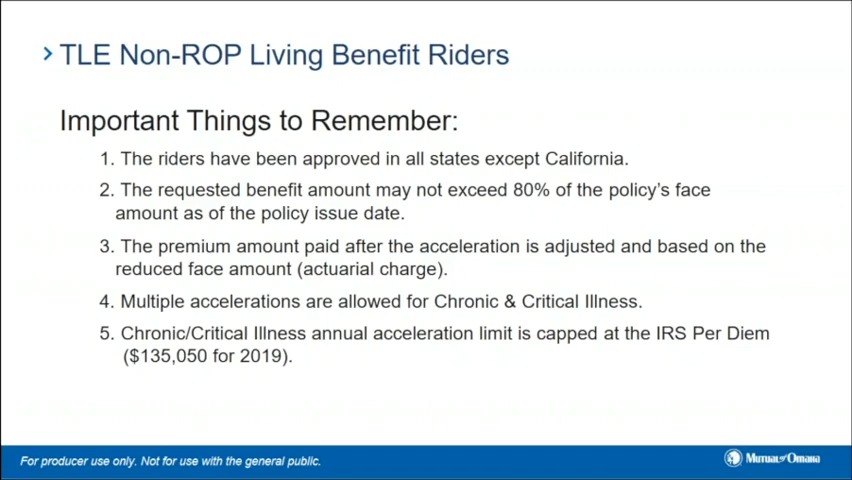 TLE Non-ROP Living Benefit Riders
Important Things to Remember:
1. The riders have been approved in all states except California.
2. The requested benefit amount may not exceed 80% of the policy's face
amount as of the policy issue date.
3. The premium amount paid after the acceleration is adjusted and based on the
reduced face amount (actuarial charge).
4. Multiple accelerations are allowed for Chronic & Critical Illness.
5. Chronic/Critical Illness annual acceleration limit is capped at the IRS Per Diem
($135,050 for 2019).
For producer use only. Not for use with the general public.
Mutual of Omaha